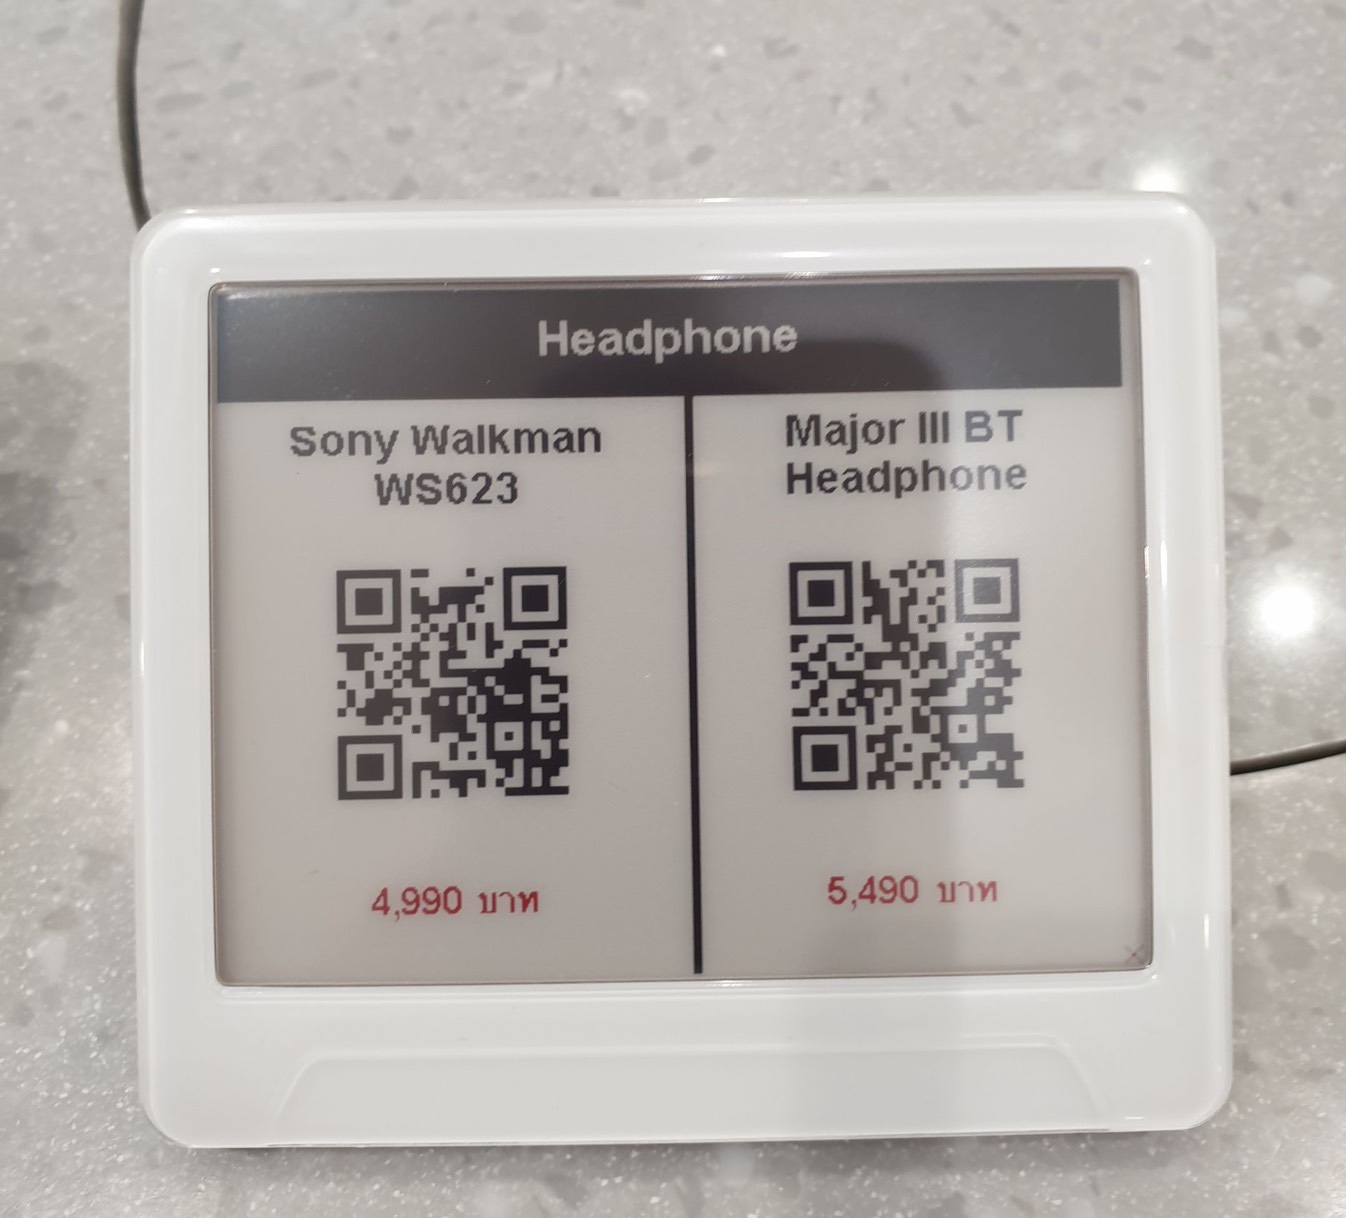 Headphone
Sony Walkman
WS623
4,990 บาท
Major III BT
Headphone
5,490 บาท